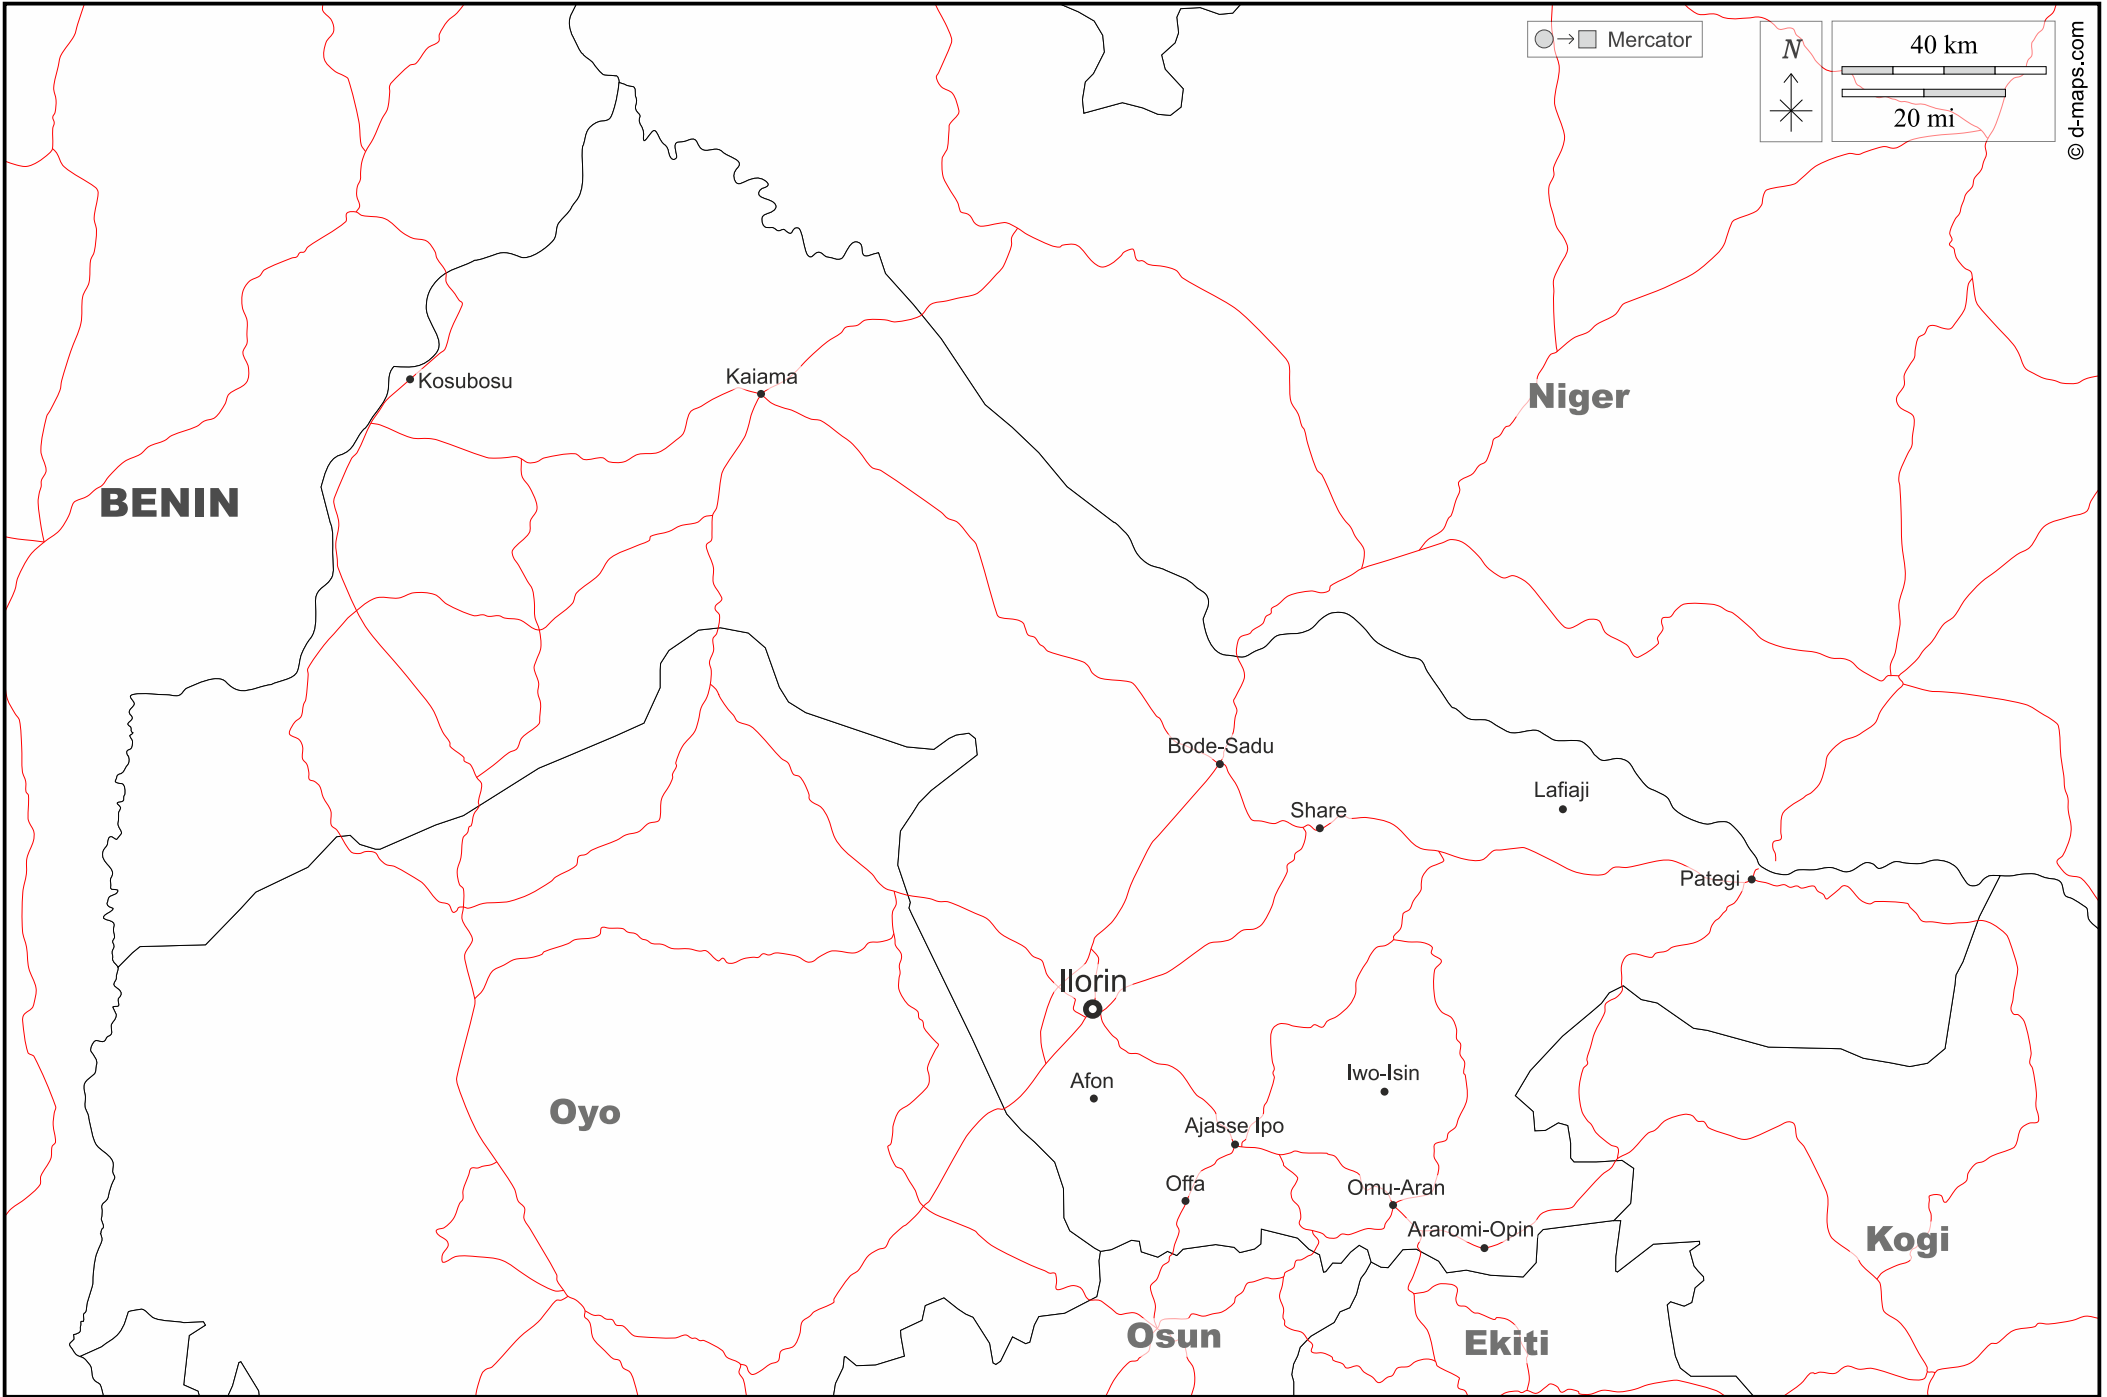 Mercator
N
40 km
20 mi
© d-maps.com
Kosubosu
Kaiama
Niger
BENIN
Bode-Sadu
Lafiaji
Share
Pategi
Ilorin
Iwo-Isin
Afon
Oyo
Ajasse Ipo
Offa
Omu-Aran
Araromi-Opin
Kogi
Osun
Ekiti